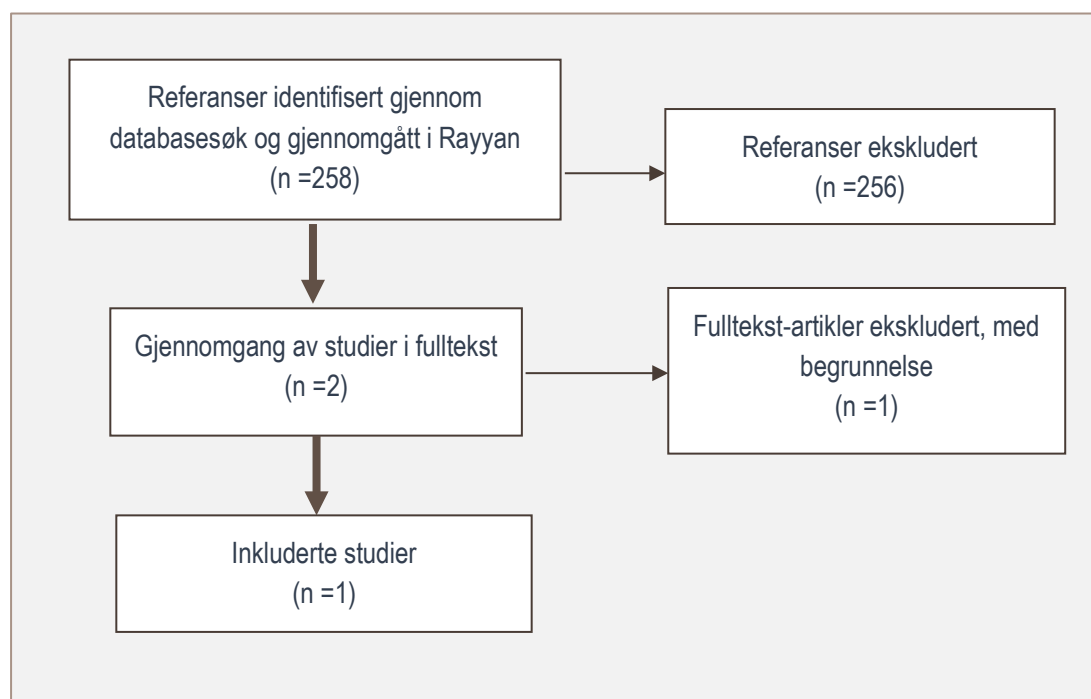 Referanser identifisert gjennom
databasesøk og gjennomgått i Rayyan
(n =258)
Referanser ekskludert
(n =256)
Gjennomgang av studier i fulltekst
(n =2)
Fulltekst-artikler ekskludert, med
begrunnelse
(n =1)
Inkluderte studier
(n =1)